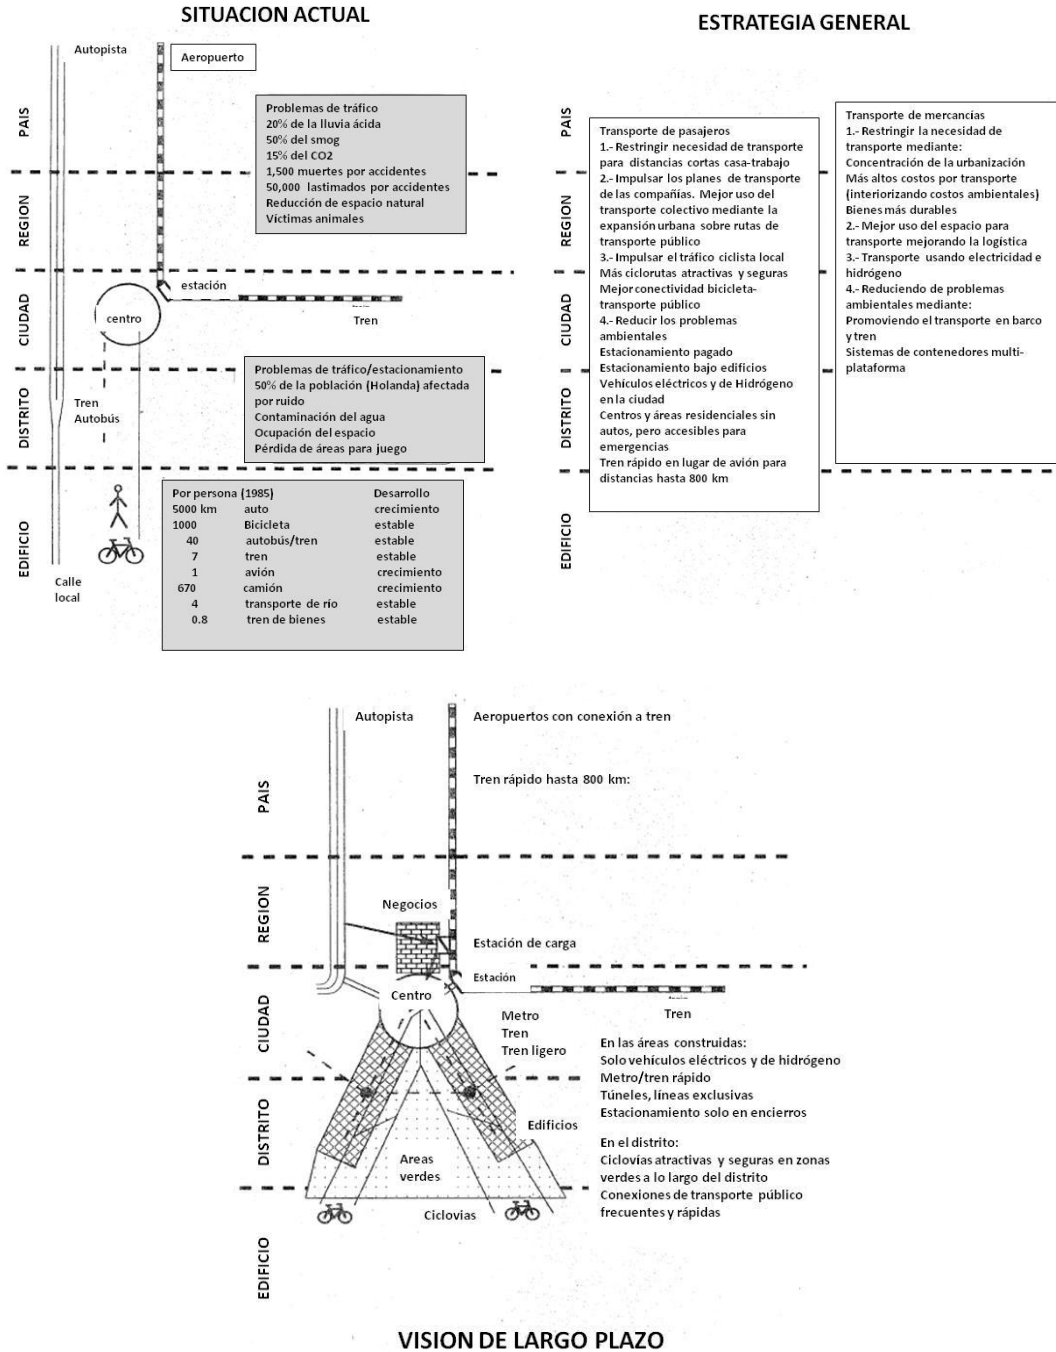 SITUACION ACTUAL
Autopista
Aeropuerto
PAIS
REGION
CIUDAD
DISTRITO
EDIFICIO
Problemas de tráfico
20% de la lluvia ácida
50% del smog
15% del CO2
1,500 muertes por accidentes
50,000 lastimados por accidentes
Reducción de espacio natural
Víctimas animales
estación
centro
Tren
Tren
Autobús
Problemas de tráfico/estacionamiento
50% de la población (Holanda) afectada
por ruido
Contaminación del agua
Ocupación del espacio
Pérdida de áreas para juego
Por persona (1985) Desarrollo
5000 km auto crecimiento
1000 Bicicleta estable
40 autobús/tren estable
7 tren estable
1 avión crecimiento
670 camión crecimiento
4 transporte de río estable
0.8 tren de bienes estable
Calle
local
ESTRATEGIA GENERAL
PAIS
REGION
CIUDAD
DISTRITO
EDIFICIO
Transporte de pasajeros
1.- Restringir necesidad de transporte
para distancias cortas casa-trabajo
2.- Impulsar los planes de transporte
de las compañías. Mejor uso del
transporte colectivo mediante la
expansión urbana sobre rutas de
transporte público
3.- Impulsar el tráfico ciclista local
Más ciclorutas atractivas y seguras
Mejor conectividad bicicleta-
transporte público
4.- Reducir los problemas
ambientales
Estacionamiento pagado
Estacionamiento bajo edificios
Vehículos eléctricos y de Hidrógeno
en la ciudad
Centros y áreas residenciales sin
autos, pero accesibles para
emergencias
Tren rápido en lugar de avión para
distancias hasta 800 km
Transporte de mercancías
1.- Restringir la necesidad de
transporte mediante:
Concentración de la urbanización
Más altos costos por transporte
(interiorizando costos ambientales)
Bienes más durables
2.- Mejor uso del espacio para
transporte mejorando la logística
3.- Transporte usando electricidad e
hidrógeno
4.- Reduciendo de problemas
ambientales mediante:
Promoviendo el transporte en barco
y tren
Sistemas de contenedores multi-
plataforma
Autopista
Aeropuertos con conexión a tren
Tren rápido hasta 800 km:
PAIS
REGION
CIUDAD
DISTRITO
EDIFICIO
Negocios
Estación de carga
Estación
Centro
Tren
Metro
Tren
Tren ligero
Edificios
Areas
verdes
Ciclovias
En las áreas construidas:
Solo vehículos eléctricos y de hidrógeno
Metro/tren rápido
Túneles, líneas exclusivas
Estacionamiento solo en encierros
En el distrito:
Ciclovías atractivas y seguras en zonas
verdes a lo largo del distrito
Conexiones de transporte público
frecuentes y rápidas
VISION DE LARGO PLAZO